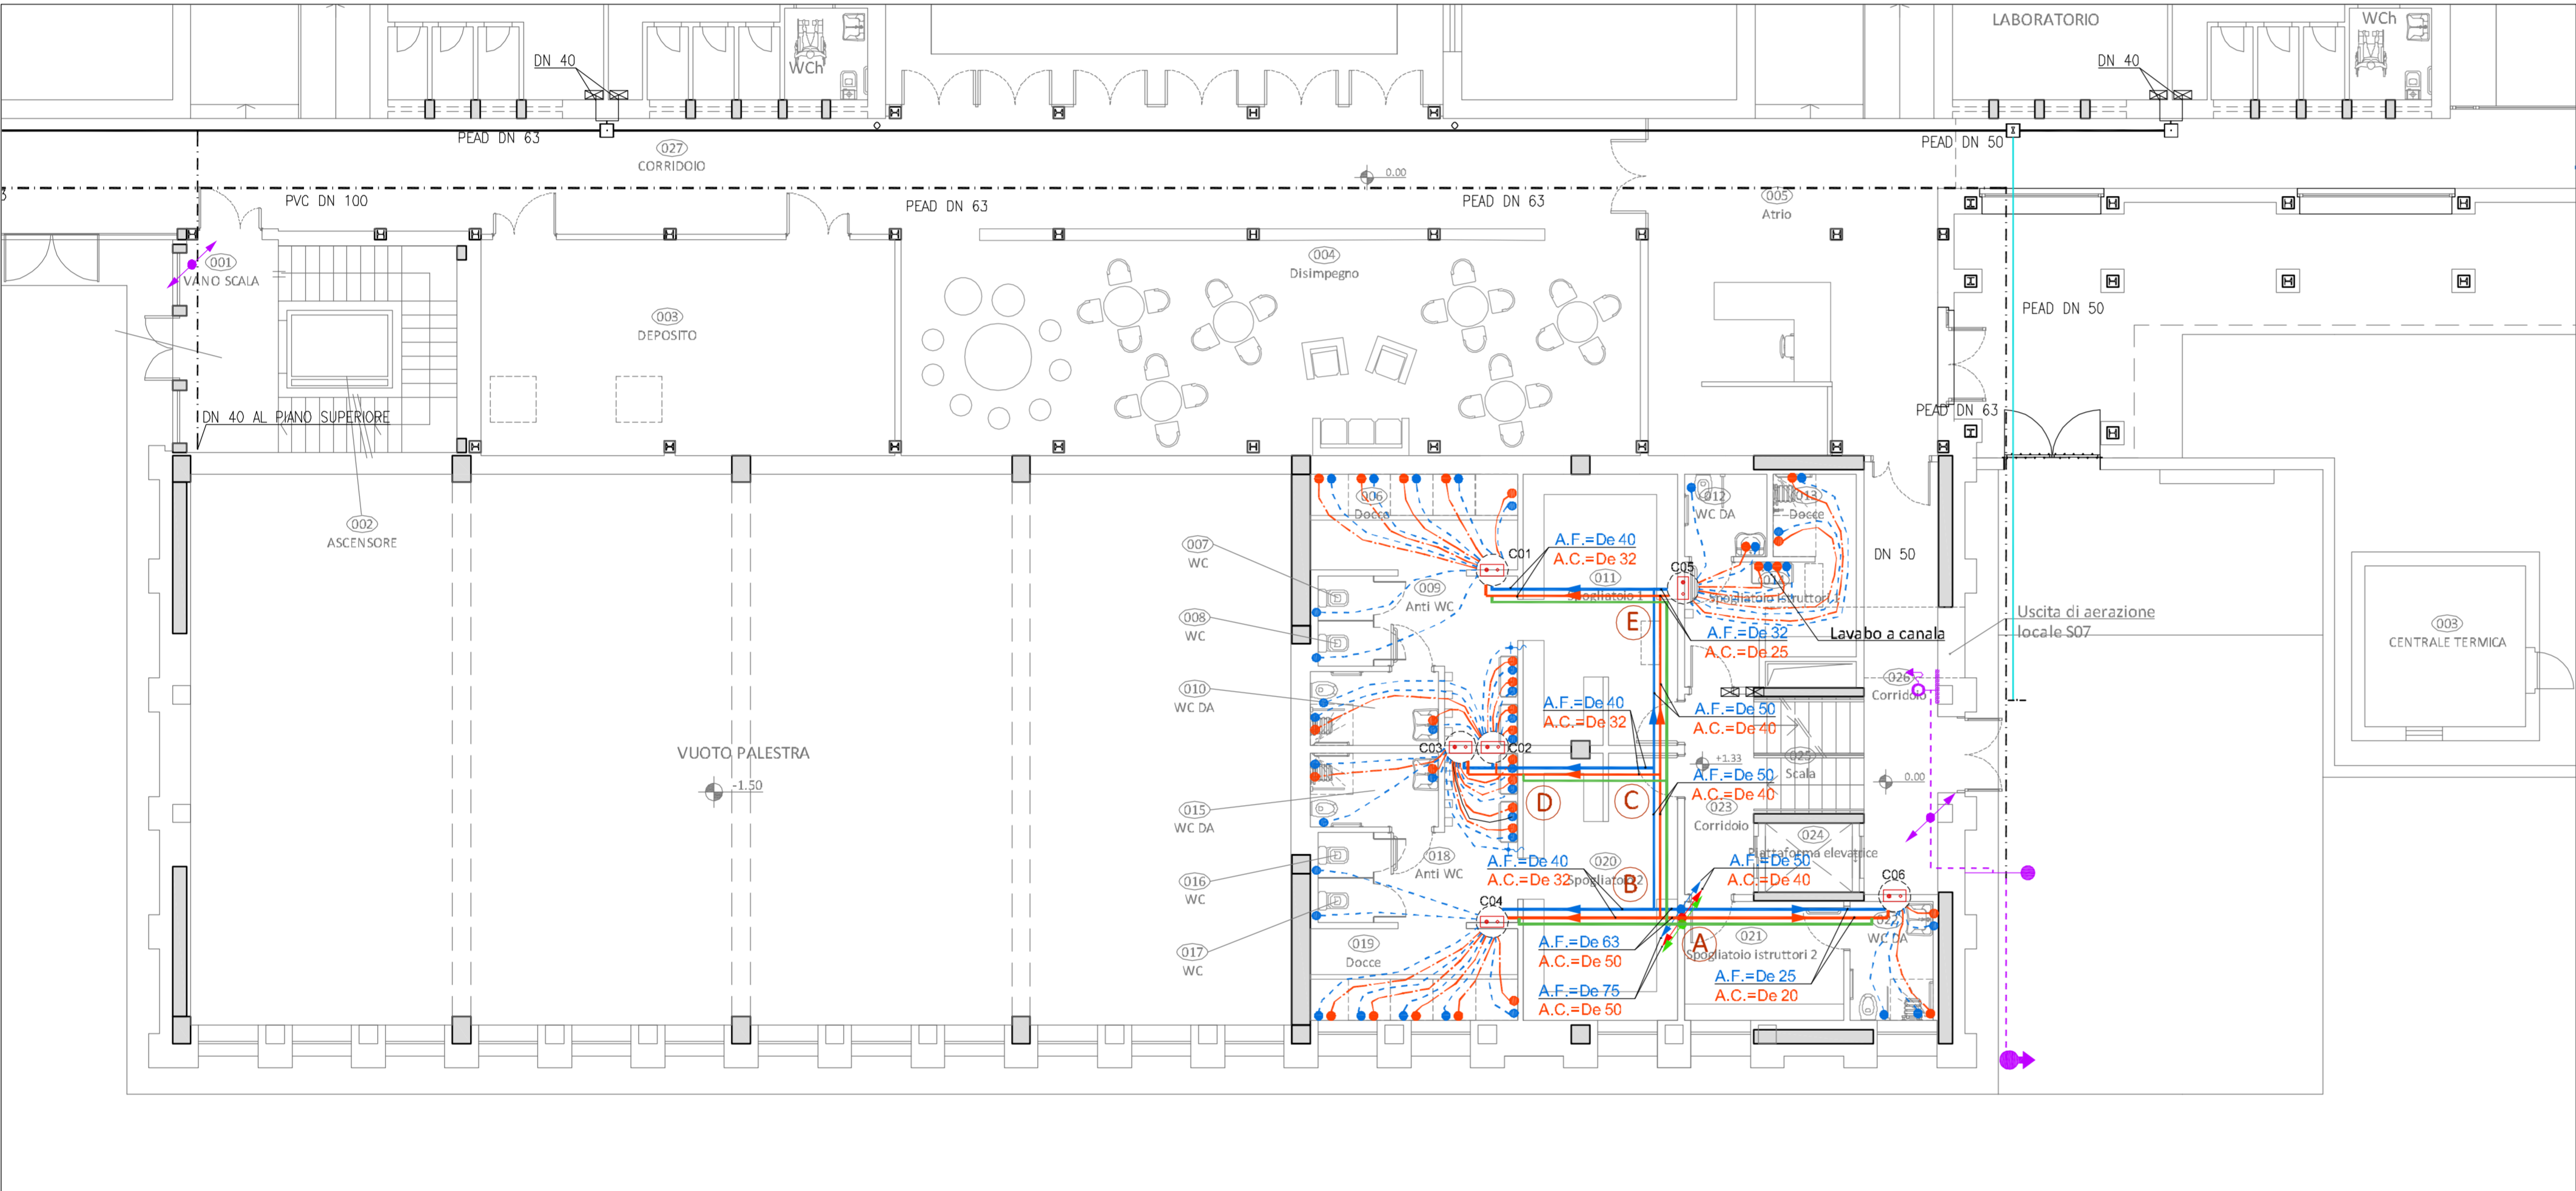 LABORATORIO
WCh
WCh
DN 40
DN 40
PEAD DN 63
PEAD DN 50
027
CORRIDOIO
0.00
3
PVC DN 100
PEAD DN 63
PEAD DN 63
005
Atrio
001
VANO SCALA
004
Disimpegno
003
DEPOSITO
PEAD DN 50
DN 40 AL PIANO SUPERIORE
PEAD DN 63
002
ASCENSORE
006
Docce
012
WC DA
013
Docce
007
WC
C01
A.F.=De 40
A.C.=De 32
DN 50
C05
009
Anti WC
011
Spogliatoio 1
014
Spogliatoio istruttori 1
008
WC
E
A.F.=De 32
A.C.=De 25
Lavabo a canala
Uscita di aerazione
locale S07
003
CENTRALE TERMICA
010
WC DA
026
Corridoio
A.F.=De 40
A.C.=De 32
A.F.=De 50
A.C.=De 40
C03
C02
VUOTO PALESTRA
-1.50
+1.33
025
Scala
0.00
A.F.=De 50
A.C.=De 40
D
C
015
WC DA
023
Corridoio
024
Piattaforma elevatrice
018
Anti WC
A.F.=De 40
A.C.=De 32
020
Spogliatoio 2
B
A.F.=De 50
A.C.=De 40
C06
016
WC
C04
022
WC DA
017
WC
019
Docce
A.F.=De 63
A.C.=De 50
A
021
Spogliatoio istruttori 2
A.F.=De 75
A.C.=De 50
A.F.=De 25
A.C.=De 20